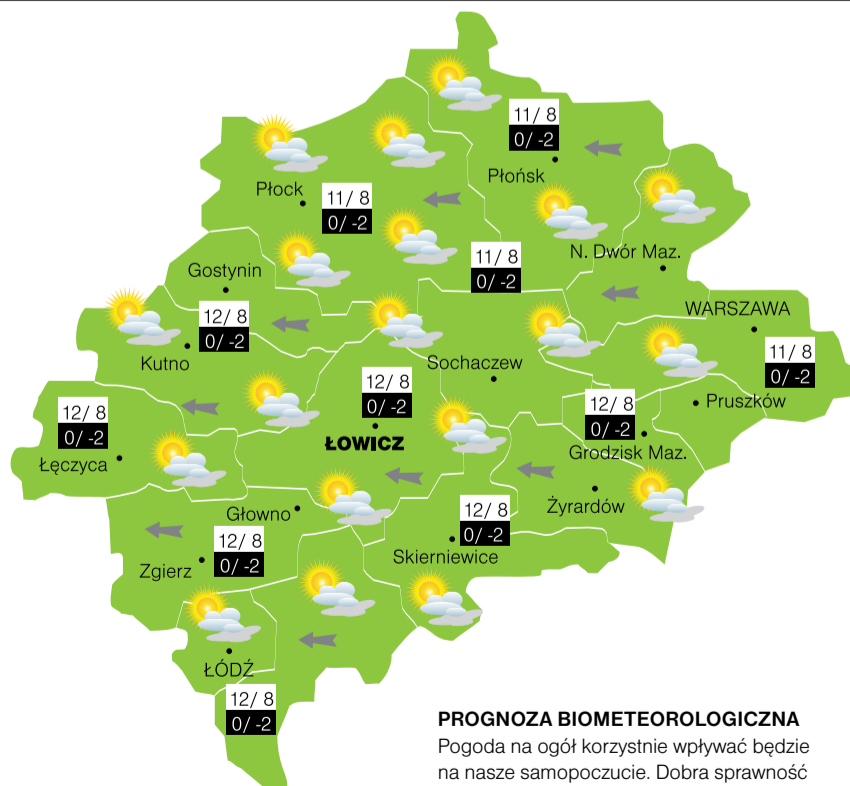 11/ 8
0/ -2
Płońsk
Płock
11/ 8
0/ -2
N. Dwór Maz.
11/ 8
0/ -2
Gostynin
WARSZAWA
12/ 8
0/ -2
Kutno
Sochaczew
11/ 8
0/ -2
12/ 8
0/ -2
ŁOWICZ
12/ 8
0/ -2
Pruszków
12/ 8
0/ -2
Grodzisk Maz.
Łęczyca
Żyrardów
Głowno
12/ 8
0/ -2
Skierniewice
12/ 8
0/ -2
Zgierz
ŁÓDŹ
12/ 8
0/ -2
PROGNOZA BIOMETEOROLOGICZNA
Pogoda na ogół korzystnie wpływać będzie
na nasze samopoczucie. Dobra sprawność